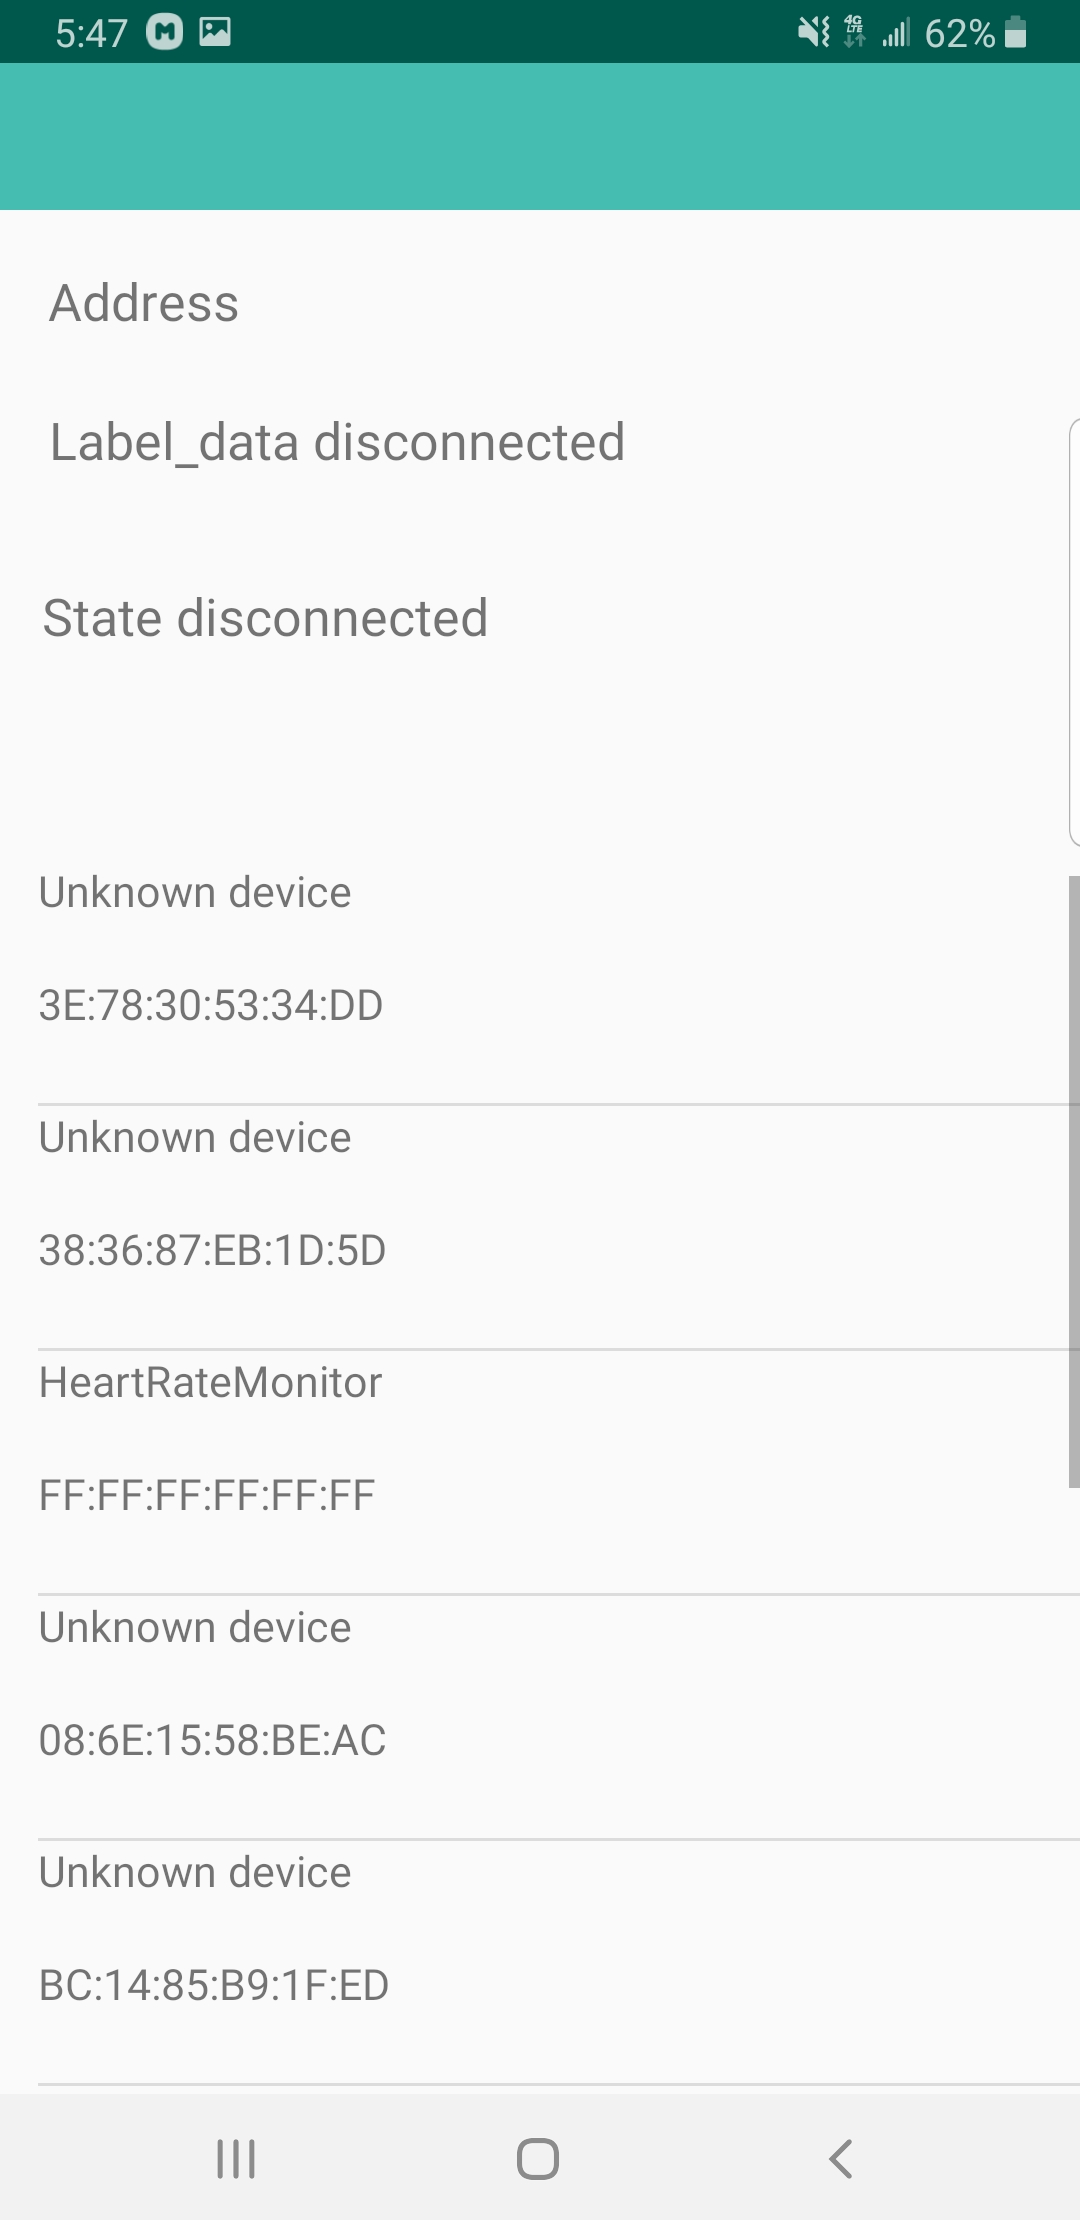 5:47 62%
4G
LTE
Address
Label_data disconnected
State disconnected
Unknown device
3E:78:30:53:34:DD
Unknown device
38:36:87:EB:1D:5D
HeartRateMonitor
FF:FF:FF:FF:FF:FF
Unknown device
08:6E:15:58:BE:AC
Unknown device
BC:14:85:B9:1F:ED